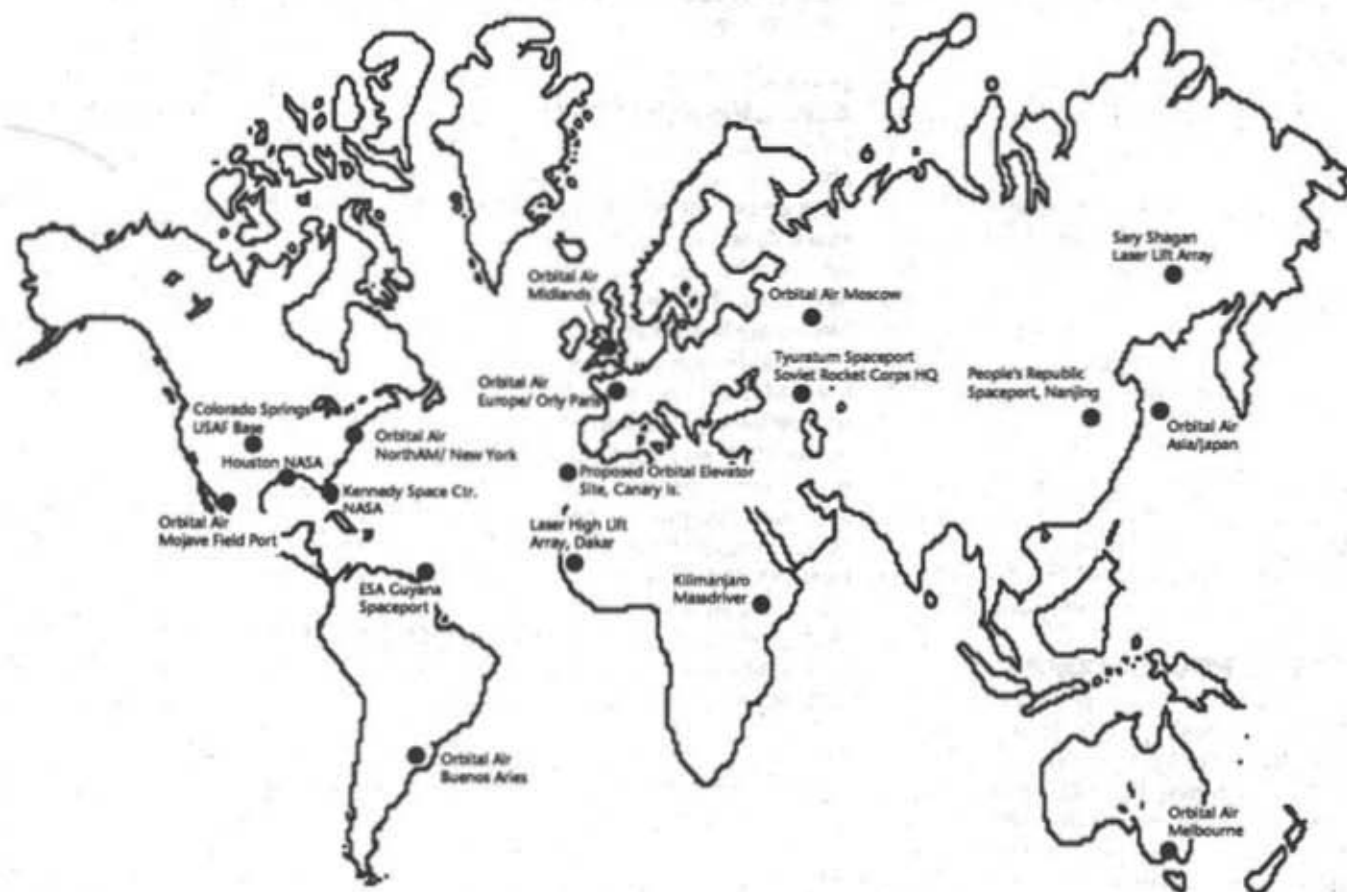 Sary Shagan
Laser Lift Array
Orbital Air
Midlands
Orbital Air Moscow
Tyuratum Spaceport
Soviet Rocket Corps HQ
People's Republic
Spaceport, Nanjing
Orbital Air
Europe/ Orly Paris
Colorado Springs
USAF Base
Orbital Air
NorthAM/ New York
Orbital Air
Asia/Japan
Houston NASA
Proposed Orbital Elevator
Site, Canary Is.
Kennedy Space Ctr.
NASA
Orbital Air
Mojave Field Port
Laser High Lift
Array, Dakar
ESA Guyana
Spaceport
Kilimanjaro
Massdriver
Orbital Air
Buenos Aries
Orbital Air
Melbourne